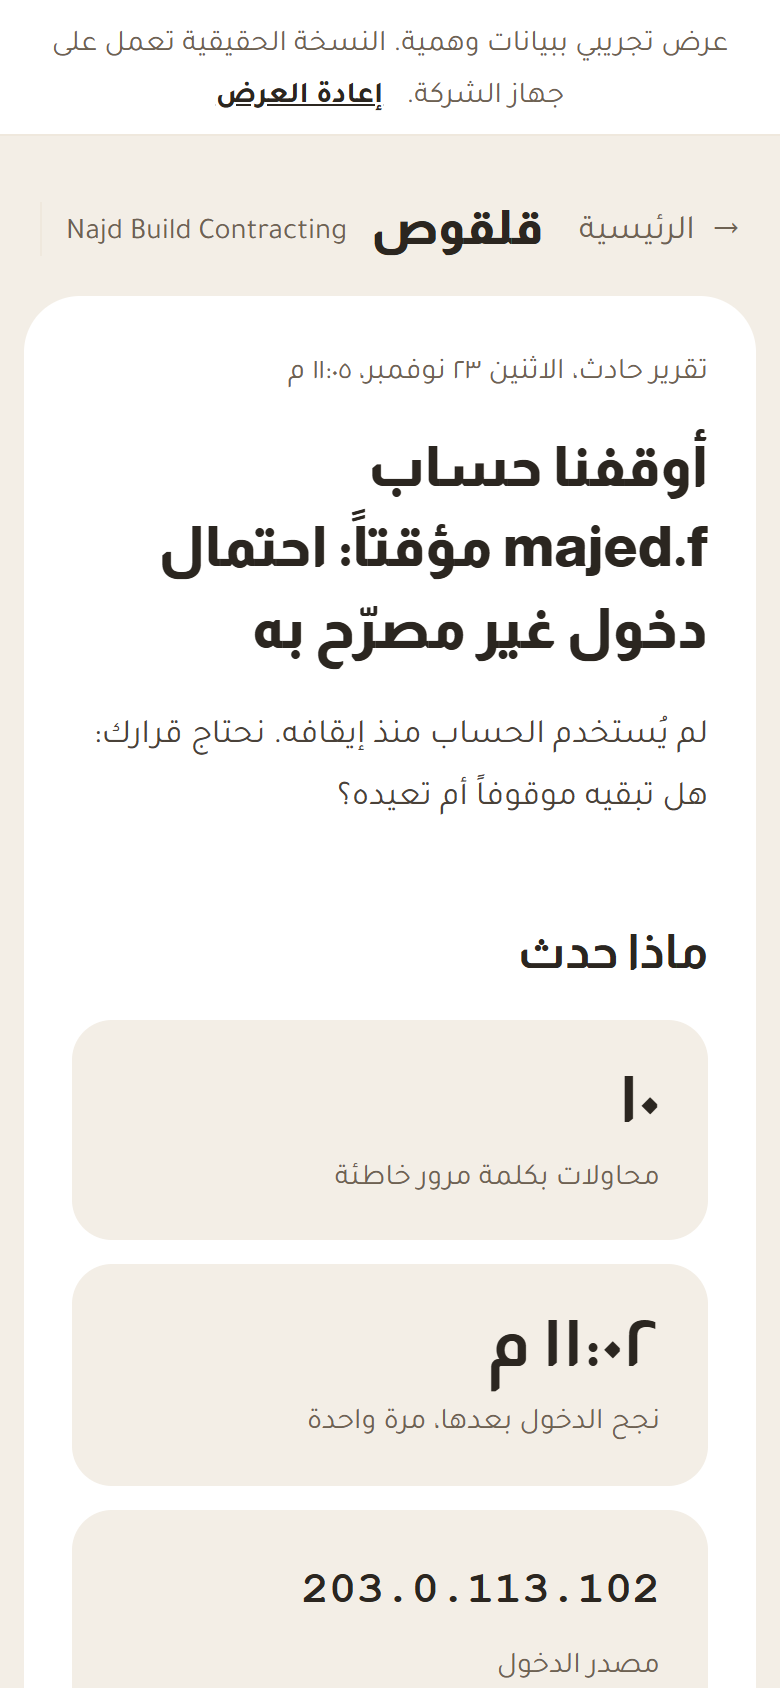 عرض تجريبي ببيانات وهمية. النسخة الحقيقية تعمل على
جهاز الشركة. إعادة العرض
→ الرئيسية قلقوص Najd Build Contracting
تقرير حادث، الاثنين ٢٣ نوفمبر، ١١:٠٥ م
أوقفنا حساب
majed.f مؤقتاً: احتمال
دخول غير مصرّح به
لم يُستخدم الحساب منذ إيقافه. نحتاج قرارك:
هل تبقيه موقوفاً أم تعيده؟
ماذا حدث
١٠
محاولات بكلمة مرور خاطئة
١١:٠٢ م
نجح الدخول بعدها، مرة واحدة
203.0.113.102
مصدر الدخول